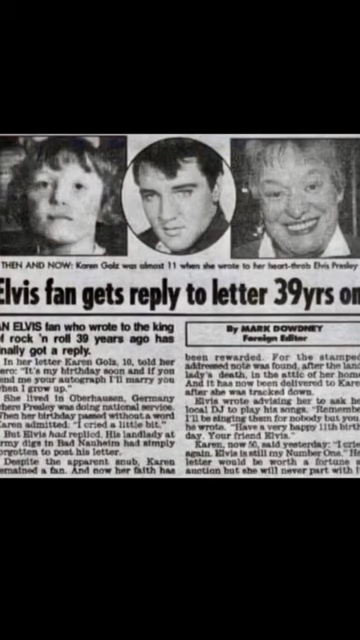 THEN AND NOW: Karen Golz was almost 11 when she wrote to her heart-throb Elvis Presley
Elvis fan gets reply to letter 39yrs on
AN ELVIS fan who wrote to the king
of rock 'n roll 39 years ago has
finally got a reply.
In her letter Karen Golz, 10, told her
hero: "It's my birthday soon and if you
send me your autograph I'll marry you
when I grow up."
She lived in Oberhausen, Germany
where Presley was doing national service.
When her birthday passed without a word
Karen admitted: "I cried a little bit."
But Elvis had replied. His landlady at
army digs in Bad Nauheim had simply
forgotten to post his letter.
Despite the apparent snub, Karen
remained a fan. And now her faith has
By MARK DOWDNEY
Foreign Editor
been rewarded. For the stamped
addressed note was found, after the land
lady's death, in the attic of her home
And it has now been delivered to Karen
after she was tracked down.
Elvis wrote advising her to ask he
local DJ to play his songs. "Remembe
I'll be singing them for nobody but you
he wrote. "Have a very happy 11th birth
day. Your friend Elvis."
Karen, now 50, said yesterday: "I crie
again. Elvis is still my Number One." He
letter would be worth a fortune a
auction but she will never part with i